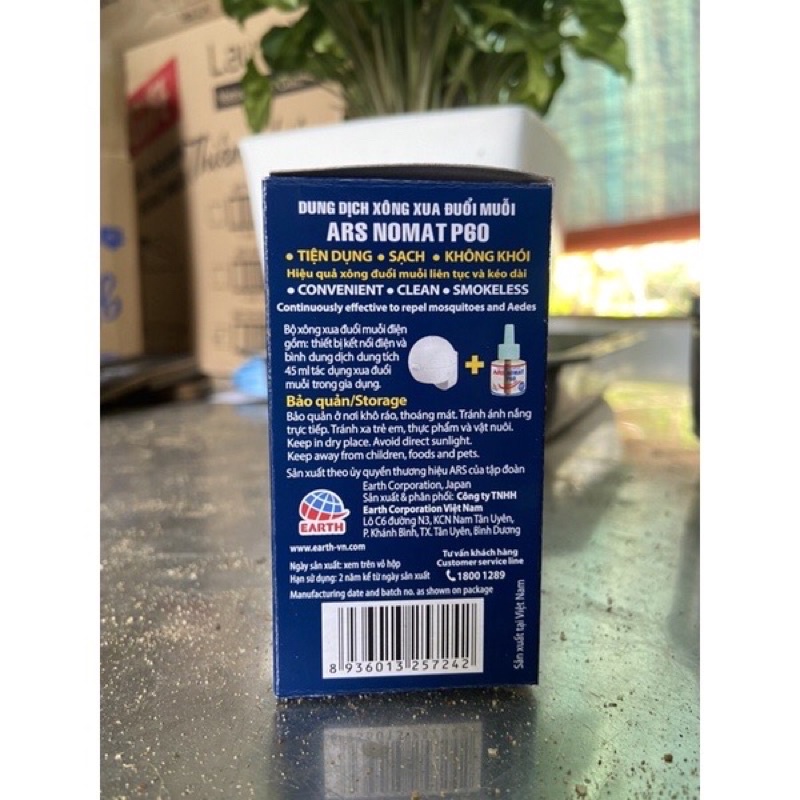 Thiên
DUNG DỊCH XÔNG XUA ĐUỔI MUỖI
ARS NOMAT P60
• TIỆN DỤNG • SẠCH • KHÔNG KHÓI
Hiệu quả xông đuổi muỗi liên tục và kéo dài
• CONVENIENT • CLEAN • SMOKELESS
Continuously effective to repel mosquitoes and Aedes
Bộ xông xua đuổi muỗi điện
gồm: thiết bị kết nối điện và
bình dung dịch dung tích
45 ml tác dụng xua đuổi
muỗi trong gia dụng.
+
ARS NOMAT
P60
Bảo quản/Storage
Bảo quản ở nơi khô ráo, thoáng mát. Tránh ánh nắng
trực tiếp. Tránh xa trẻ em, thực phẩm và vật nuôi.
Keep in dry place. Avoid direct sunlight.
Keep away from children, foods and pets.
Sản xuất theo ủy quyền thương hiệu ARS của tập đoàn
Earth Corporation, Japan
Sản xuất & phân phối: Công ty TNHH
Earth Corporation Việt Nam
Lô C6 đường N3, KCN Nam Tân Uyên,
P. Khánh Bình, TX. Tân Uyên, Bình Dương
EARTH
www.earth-vn.com
Tư vấn khách hàng
Customer service line
1800 1289
Ngày sản xuất: xem trên vỏ hộp
Hạn sử dụng: 2 năm kể từ ngày sản xuất
Manufacturing date and batch no. as shown on package
8 936013 257242
Sản xuất tại Việt Nam